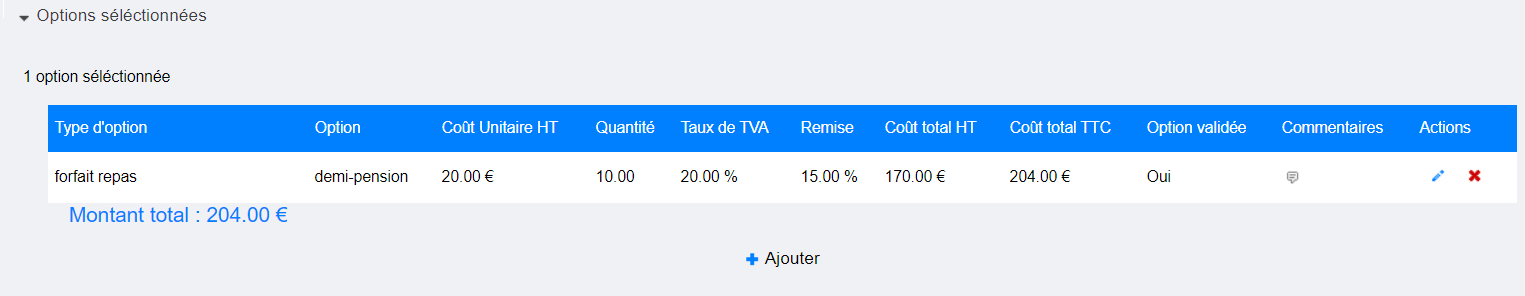 Options séléctionnées
1 option séléctionnée
Type d'option Option Coût Unitaire HT Quantité Taux de TVA Remise Coût total HT Coût total TTC Option validée Commentaires Actions
forfait repas demi-pension 20.00 € 10.00 20.00 % 15.00 % 170.00 € 204.00 € Oui
Montant total : 204.00 €
Ajouter